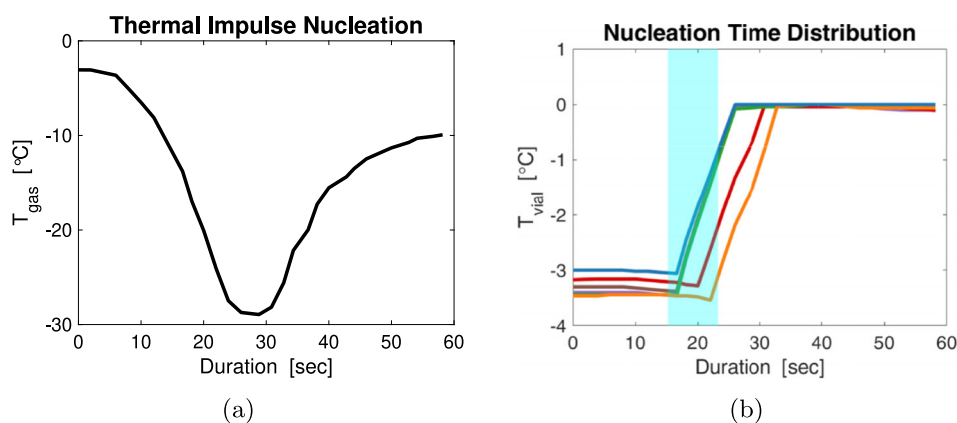 Thermal Impulse Nucleation
0
-10
-20
-30
T_gas [°C]
0 10 20 30 40 50 60
Duration [sec]
(a)
Nucleation Time Distribution
1
0
-1
-2
-3
-4
T_vial [°C]
0 10 20 30 40 50 60
Duration [sec]
(b)